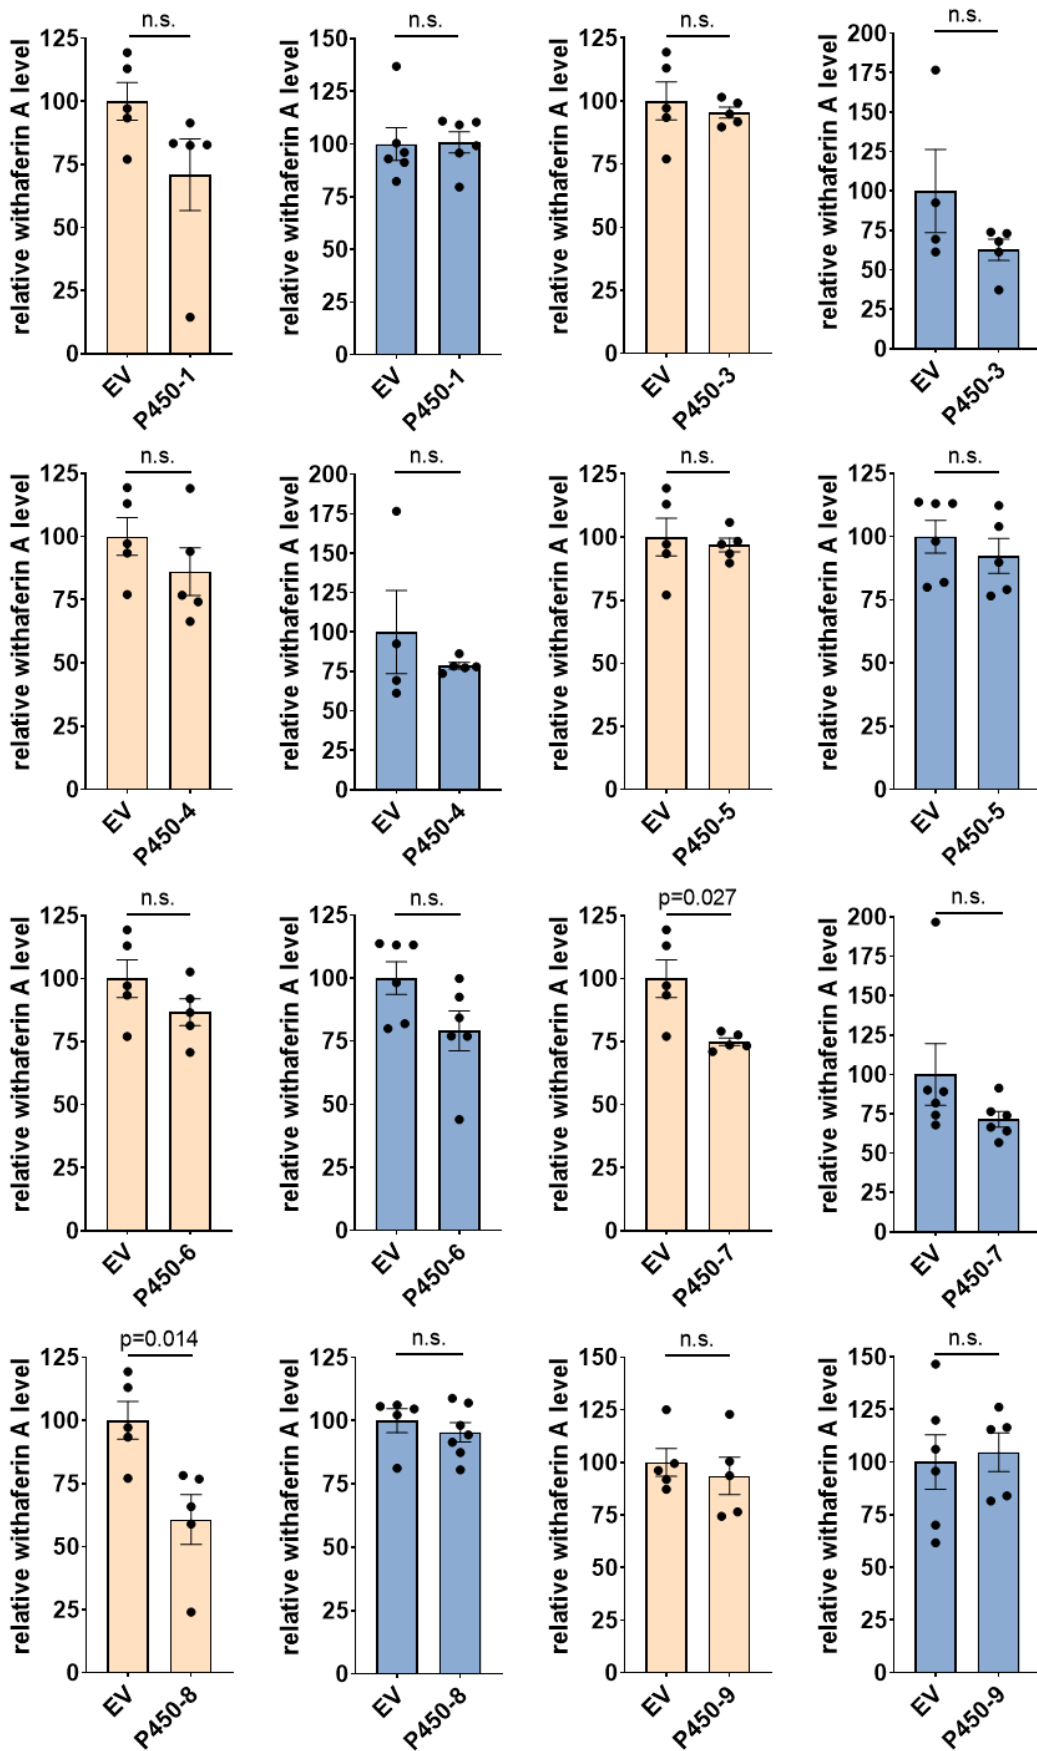 n.s.
relative withaferin A level
125
100
75
50
25
0
EV
P450-1
n.s.
relative withaferin A level
150
125
100
75
50
25
0
EV
P450-1
n.s.
relative withaferin A level
125
100
75
50
25
0
EV
P450-3
n.s.
relative withaferin A level
200
175
150
125
100
75
50
25
0
EV
P450-3
n.s.
relative withaferin A level
125
100
75
50
25
0
EV
P450-4
n.s.
relative withaferin A level
200
175
150
125
100
75
50
25
0
EV
P450-4
n.s.
relative withaferin A level
125
100
75
50
25
0
EV
P450-5
n.s.
relative withaferin A level
125
100
75
50
25
0
EV
P450-5
n.s.
relative withaferin A level
125
100
75
50
25
0
EV
P450-6
n.s.
relative withaferin A level
125
100
75
50
25
0
EV
P450-6
p=0.027
relative withaferin A level
125
100
75
50
25
0
EV
P450-7
n.s.
relative withaferin A level
200
175
150
125
100
75
50
25
0
EV
P450-7
p=0.014
relative withaferin A level
125
100
75
50
25
0
EV
P450-8
n.s.
relative withaferin A level
125
100
75
50
25
0
EV
P450-8
n.s.
relative withaferin A level
150
125
100
75
50
25
0
EV
P450-9
n.s.
relative withaferin A level
150
125
100
75
50
25
0
EV
P450-9